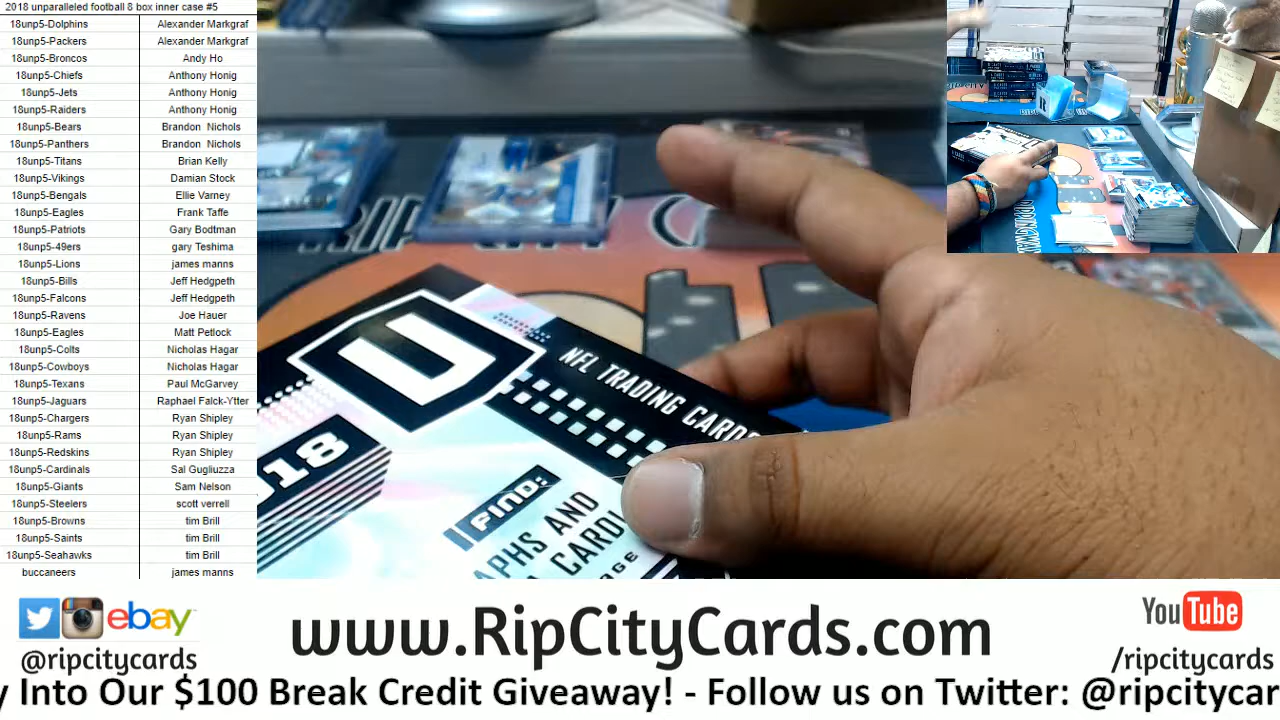 2018 unparalleled football 8 box inner case #5
18unp5-Dolphins Alexander Markgraf
18unp5-Packers Alexander Markgraf
18unp5-Broncos Andy Ho
18unp5-Chiefs Anthony Honig
18unp5-Jets Anthony Honig
18unp5-Raiders Anthony Honig
18unp5-Bears Brandon Nichols
18unp5-Panthers Brandon Nichols
18unp5-Titans Brian Kelly
18unp5-Vikings Damian Stock
18unp5-Bengals Ellie Varney
18unp5-Eagles Frank Taffe
18unp5-Patriots Gary Bodtman
18unp5-49ers gary Teshima
18unp5-Lions james manns
18unp5-Bills Jeff Hedgpeth
18unp5-Falcons Jeff Hedgpeth
18unp5-Ravens Joe Hauer
18unp5-Eagles Matt Petlock
18unp5-Colts Nicholas Hagar
18unp5-Cowboys Nicholas Hagar
18unp5-Texans Paul McGarvey
18unp5-Jaguars Raphael Falck-Ytter
18unp5-Chargers Ryan Shipley
18unp5-Rams Ryan Shipley
18unp5-Redskins Ryan Shipley
18unp5-Cardinals Sal Gugliuzza
18unp5-Giants Sam Nelson
18unp5-Steelers scott verrell
18unp5-Browns tim Brill
18unp5-Saints tim Brill
18unp5-Seahawks tim Brill
buccaneers james manns
U
NFL TRADING CARDS
018
FIND:
APHS AND
CARDI
AGE
ebay
@ripcitycards
www.RipCityCards.com
YouTube
/ripcitycards
y Into Our $100 Break Credit Giveaway! - Follow us on Twitter: @ripcitycar